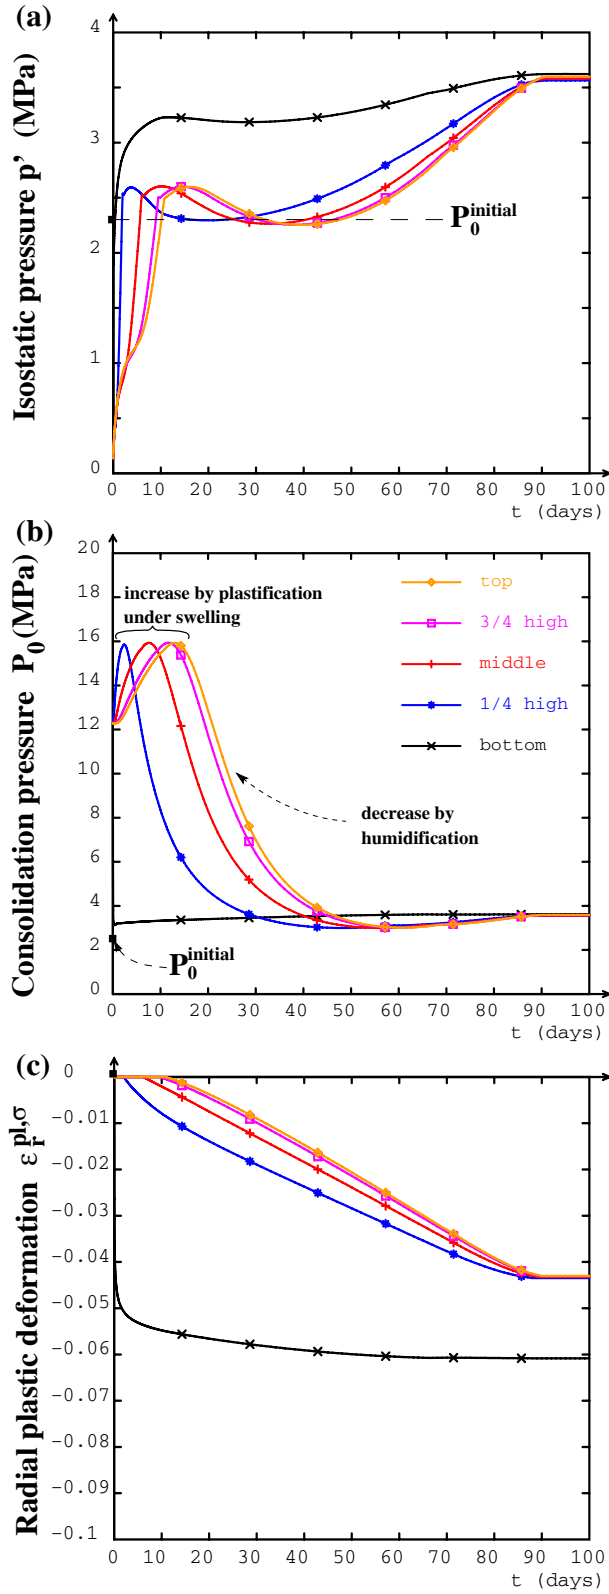 (a)
Isostatic pressure p' (MPa)
4
3
2
1
0
P0initial
0 10 20 30 40 50 60 70 80 90 100
t (days)
(b)
Consolidation pressure P0(MPa)
20
18
16
14
12
10
8
6
4
2
0
increase by plastification
under swelling
top
3/4 high
middle
1/4 high
bottom
decrease by
humidification
P0initial
0 10 20 30 40 50 60 70 80 90 100
t (days)
(c)
Radial plastic deformation εrpl,σ
0
-0.01
-0.02
-0.03
-0.04
-0.05
-0.06
-0.07
-0.08
-0.09
-0.1
0 10 20 30 40 50 60 70 80 90 100
t (days)